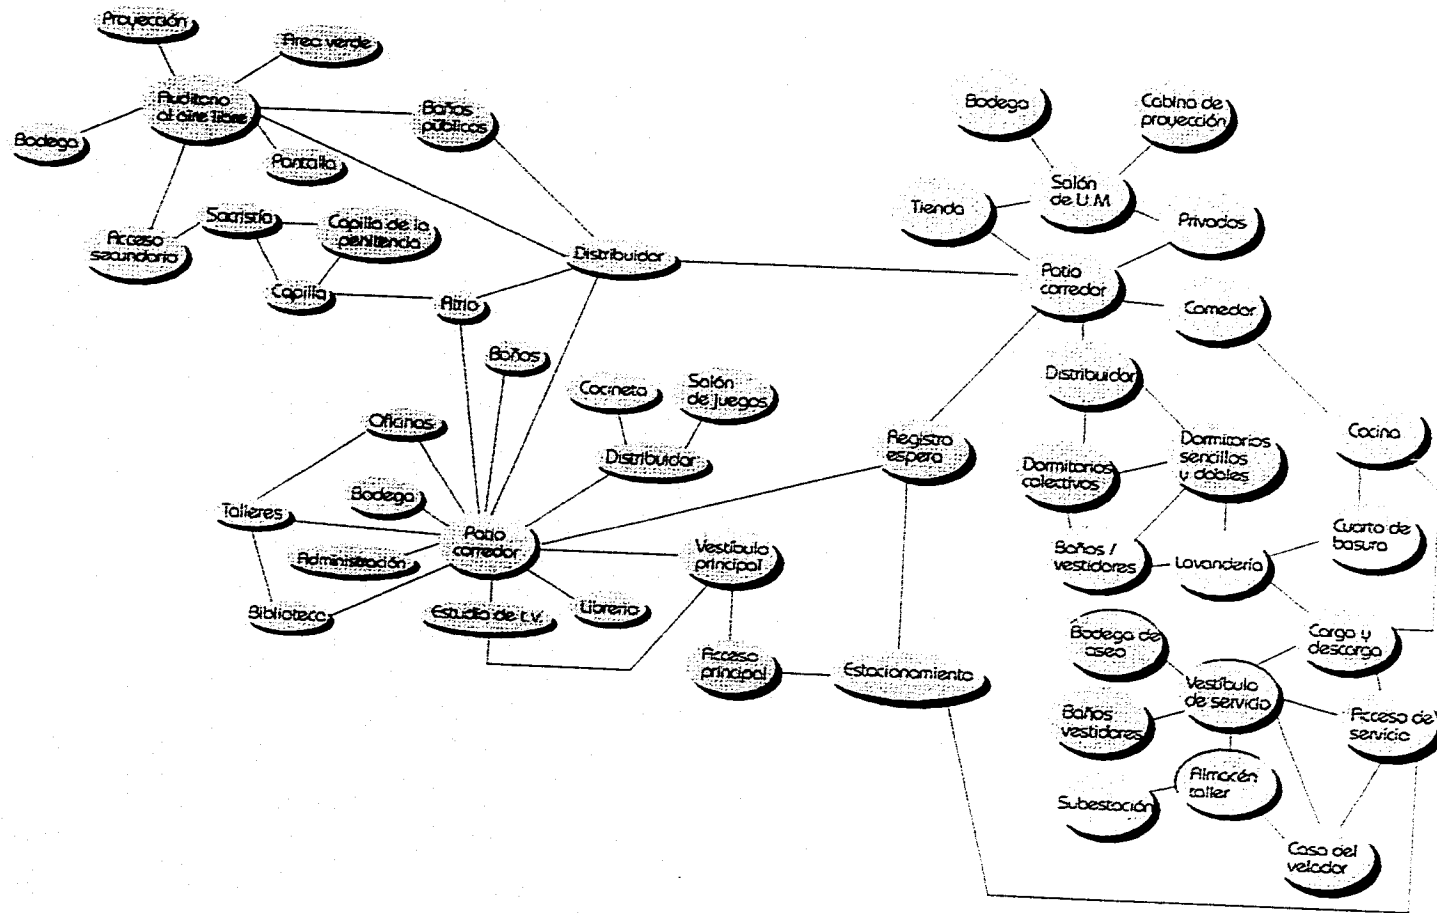 Proyección
Area verde
Auditorio
al aire libre
Baños
públicos
Bodega
Pantalla
Sacristía
Capilla de la
penitencia
Acceso
secundario
Distribuidor
Capilla
Atrio
Baños
Cocineta
Salón
de juegos
Oficinas
Distribuidor
Bodega
Talleres
Patio
corredor
Administración
Vestíbulo
principal
Biblioteca
Estudio de t.v.
Librería
Acceso
principal
Estacionamiento
Registro
espera
Bodega
Cabina de
proyección
Salón
de U.M
Tienda
Privados
Patio
corredor
Comedor
Distribuidor
Dormitorios
sencillos
y dobles
Cocina
Dormitorios
colectivos
Cuarto de
basura
Baños /
vestidores
Lavandería
Bodega de
aseo
Carga y
descarga
Vestíbulo
de servicio
Baños
vestidores
Acceso de
servicio
Almacén
taller
Subestación
Casa del
velador